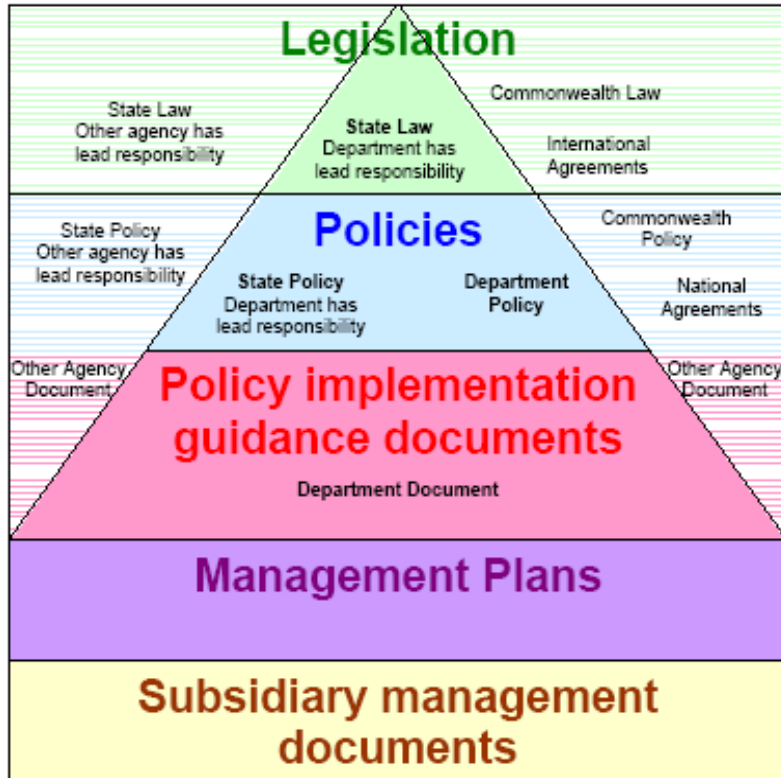 Legislation
State Law
Other agency has
lead responsibility
State Law
Department has
lead responsibility
Commonwealth Law
International
Agreements
Policies
State Policy
Other agency has
lead responsibility
State Policy
Department has
lead responsibility
Department
Policy
Commonwealth
Policy
National
Agreements
Other Agency
Document
Policy implementation
guidance documents
Department Document
Other Agency
Document
Management Plans
Subsidiary management
documents